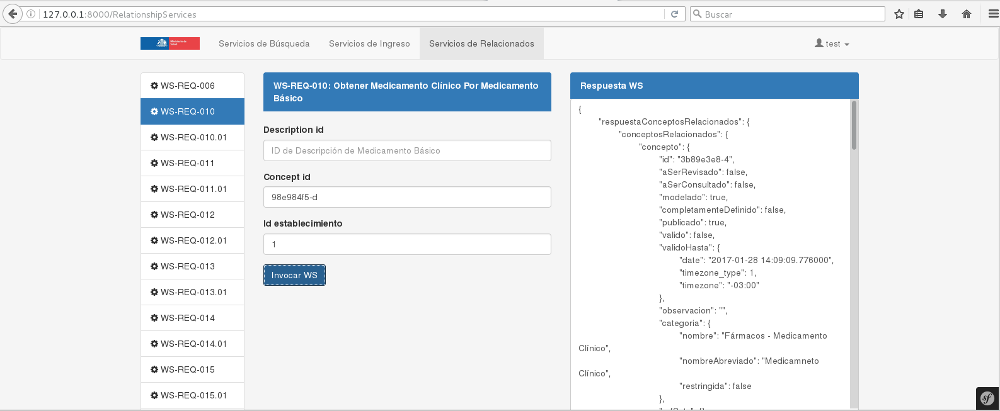 127.0.0.1:8000/RelationshipServices
Buscar
Ministerio de
Salud
Servicios de Búsqueda
Servicios de Ingreso
Servicios de Relacionados
test
WS-REQ-006
WS-REQ-010
WS-REQ-010.01
WS-REQ-011
WS-REQ-011.01
WS-REQ-012
WS-REQ-012.01
WS-REQ-013
WS-REQ-013.01
WS-REQ-014
WS-REQ-014.01
WS-REQ-015
WS-REQ-015.01
WS-REQ-010: Obtener Medicamento Clínico Por Medicamento
Básico
Description id
ID de Descripción de Medicamento Básico
Concept id
98e984f5-d
Id establecimiento
1
Invocar WS
Respuesta WS
{
"respuestaConceptosRelacionados": {
"conceptosRelacionados": {
"concepto": {
"id": "3b89e3e8-4",
"aSerRevisado": false,
"aSerConsultado": false,
"modelado": true,
"completamenteDefinido": false,
"publicado": true,
"valido": false,
"validoHasta": {
"date": "2017-01-28 14:09:09.776000",
"timezone_type": 1,
"timezone": "-03:00"
},
"observacion": "",
"categoria": {
"nombre": "Fármacos - Medicamento
Clínico",
"nombreAbreviado": "Medicamneto
Clínico",
"restringida": false
},
sf